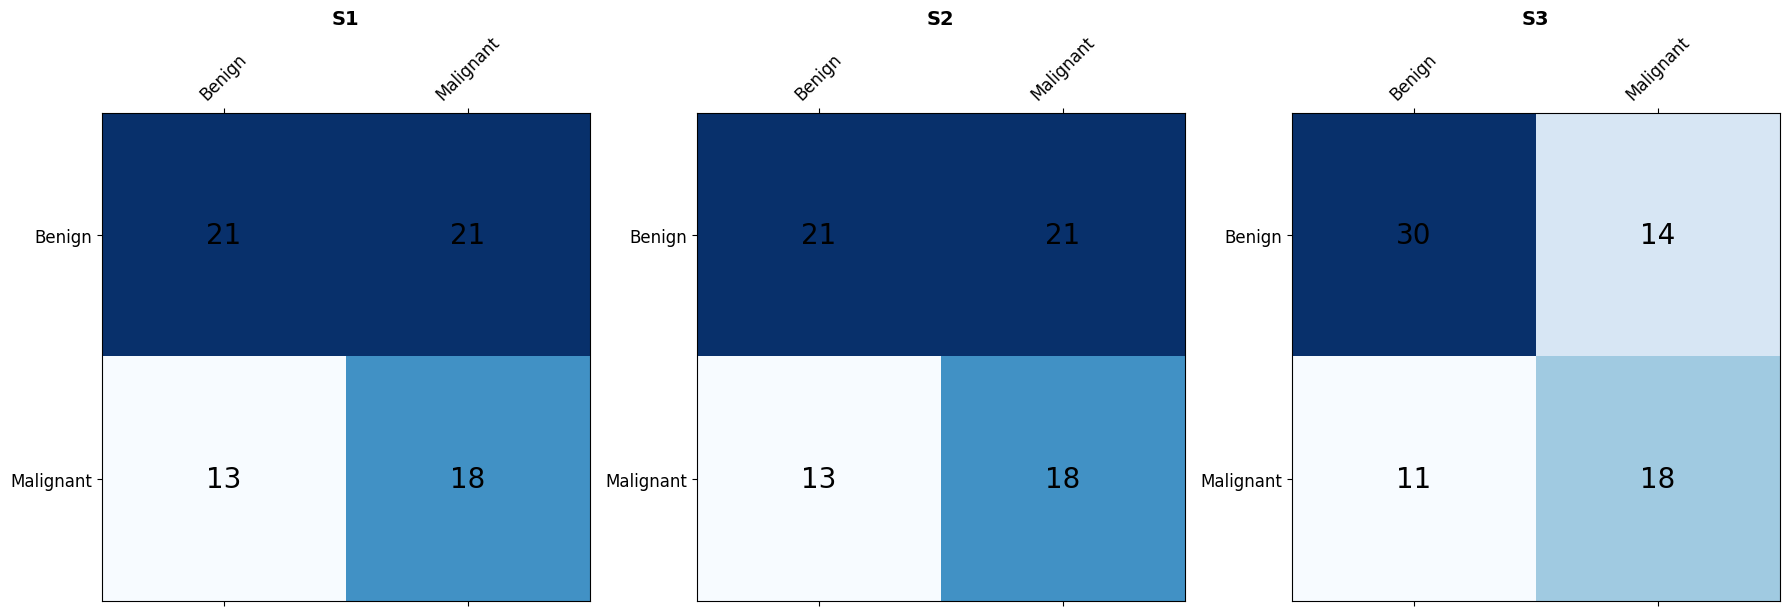 S1 S2 S3
Benign Malignant Benign Malignant Benign Malignant
Benign 21 21 Benign 21 21 Benign 30 14
Malignant 13 18 Malignant 13 18 Malignant 11 18